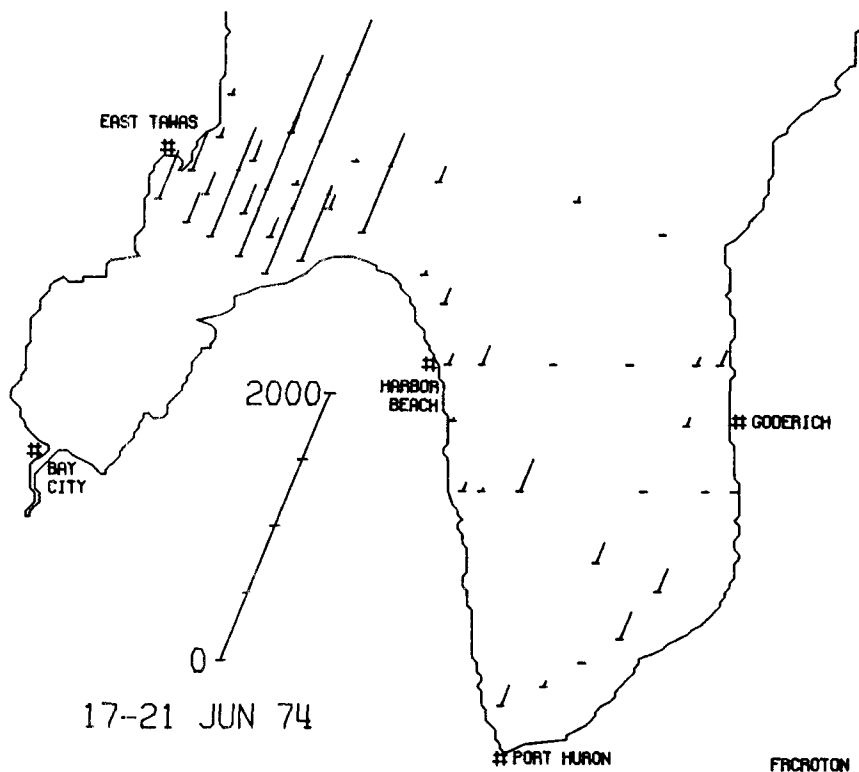 EAST TAWAS
#
2000
#
HARBOR
BEACH
# GODERICH
#
BAY
CITY
0
17-21 JUN 74
# PORT HURON
FRCROTON